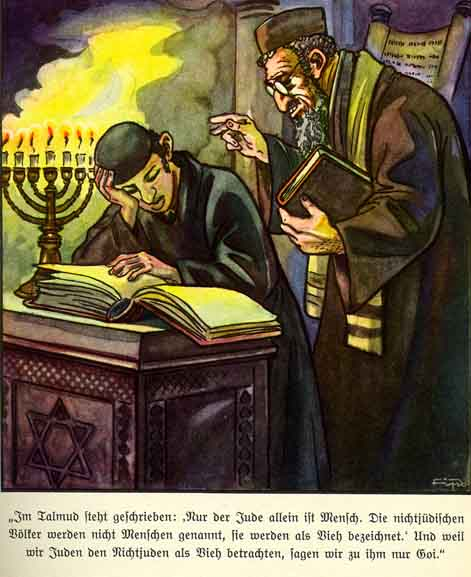 Fips
„Im Talmud steht geschrieben: ‚Nur der Jude allein ist Mensch. Die nichtjüdischen
Völker werden nicht Menschen genannt, sie werden als Vieh bezeichnet.‘ Und weil
wir Juden den Nichtjuden als Vieh betrachten, sagen wir zu ihm nur Goi.“